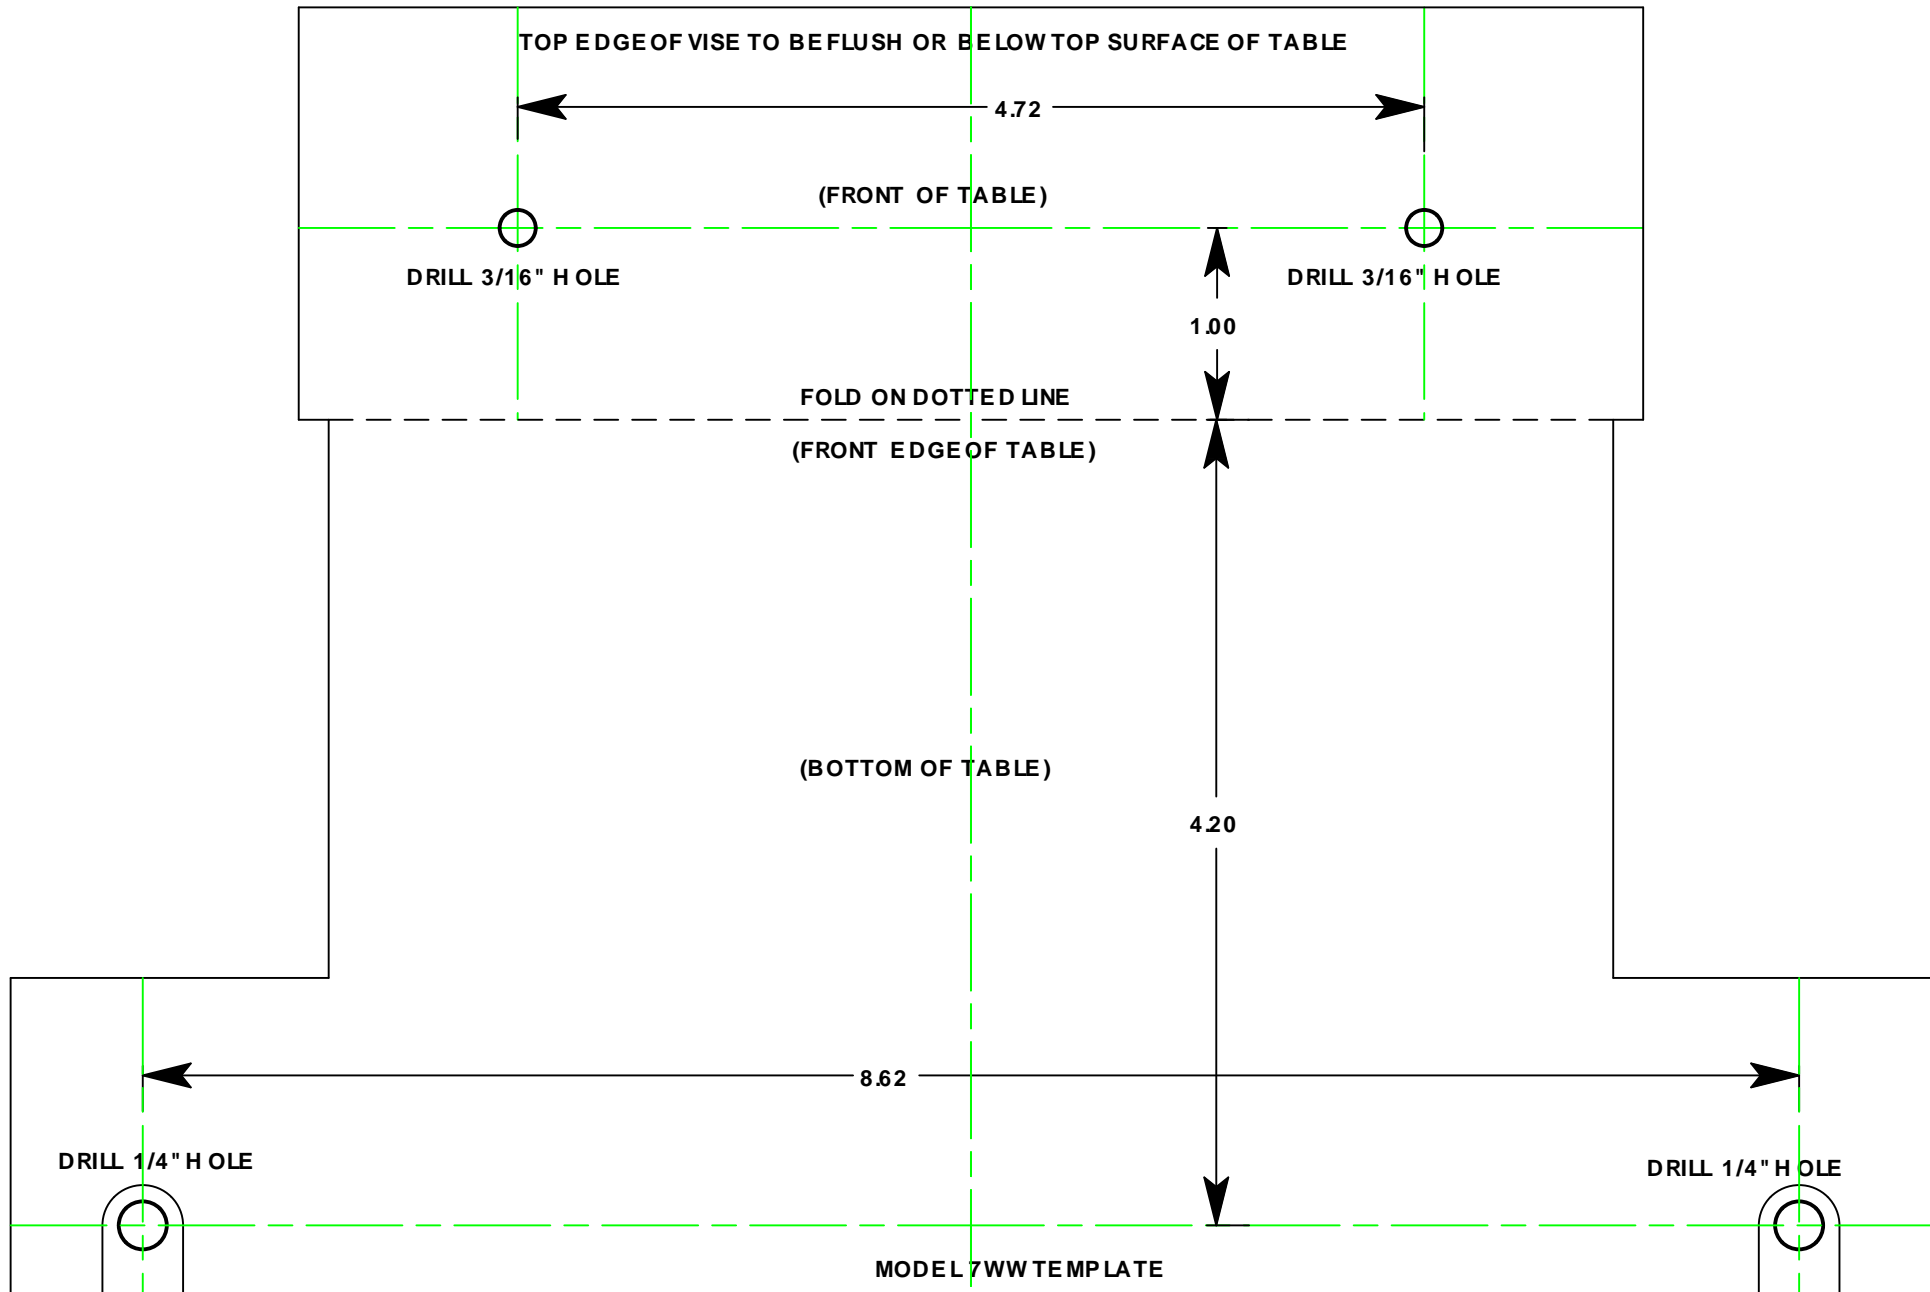 TOP EDGE OF VISE TO BE FLUSH OR BELOW TOP SURFACE OF TABLE
4.72
(FRONT OF TABLE)
DRILL 3/16" HOLE
DRILL 3/16" HOLE
1.00
FOLD ON DOTTED LINE
(FRONT EDGE OF TABLE)
(BOTTOM OF TABLE)
4.20
8.62
DRILL 1/4" HOLE
DRILL 1/4" HOLE
MODEL 7WW TEMPLATE